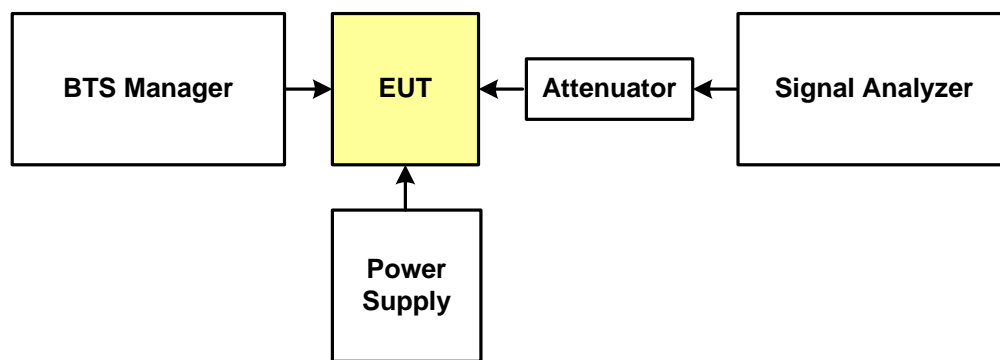 BTS Manager
EUT
Attenuator
Signal Analyzer
Power
Supply